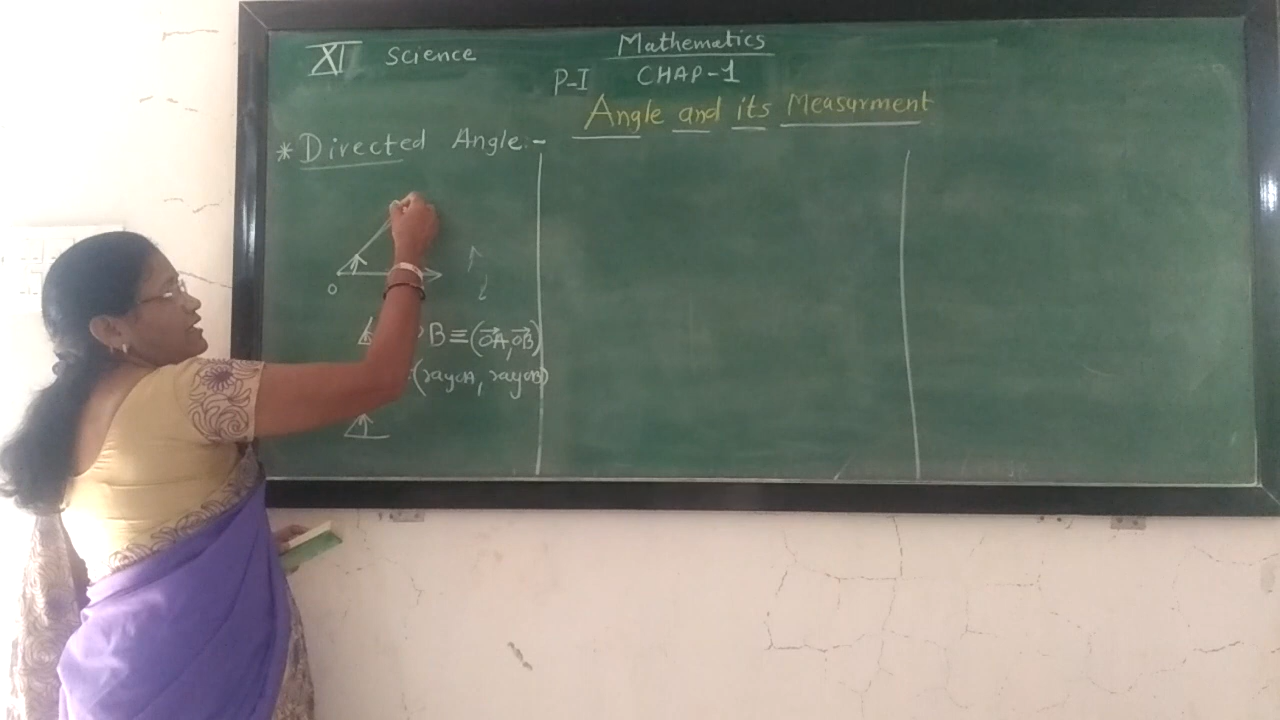 XI Science
Mathematics
P-I CHAP-1
Angle and its Measurment
* Directed Angle:-
O
B ≡ (OA, OB)
(rayOA, rayOB)